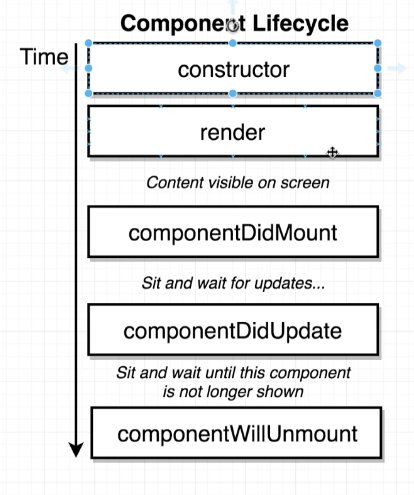 Component Lifecycle
Time
constructor
render
Content visible on screen
componentDidMount
Sit and wait for updates...
componentDidUpdate
Sit and wait until this component
is not longer shown
componentWillUnmount